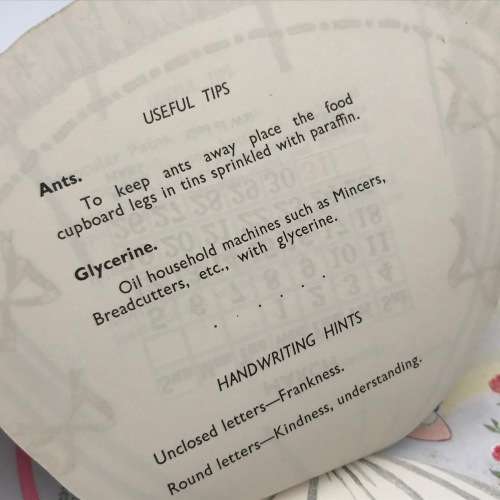 USEFUL TIPS
Ants.
To keep ants away place the food
cupboard legs in tins sprinkled with paraffin.
Glycerine.
Oil household machines such as Mincers,
Breadcutters, etc., with glycerine.
. . . . . .
HANDWRITING HINTS
Unclosed letters—Frankness.
Round letters—Kindness, understanding.